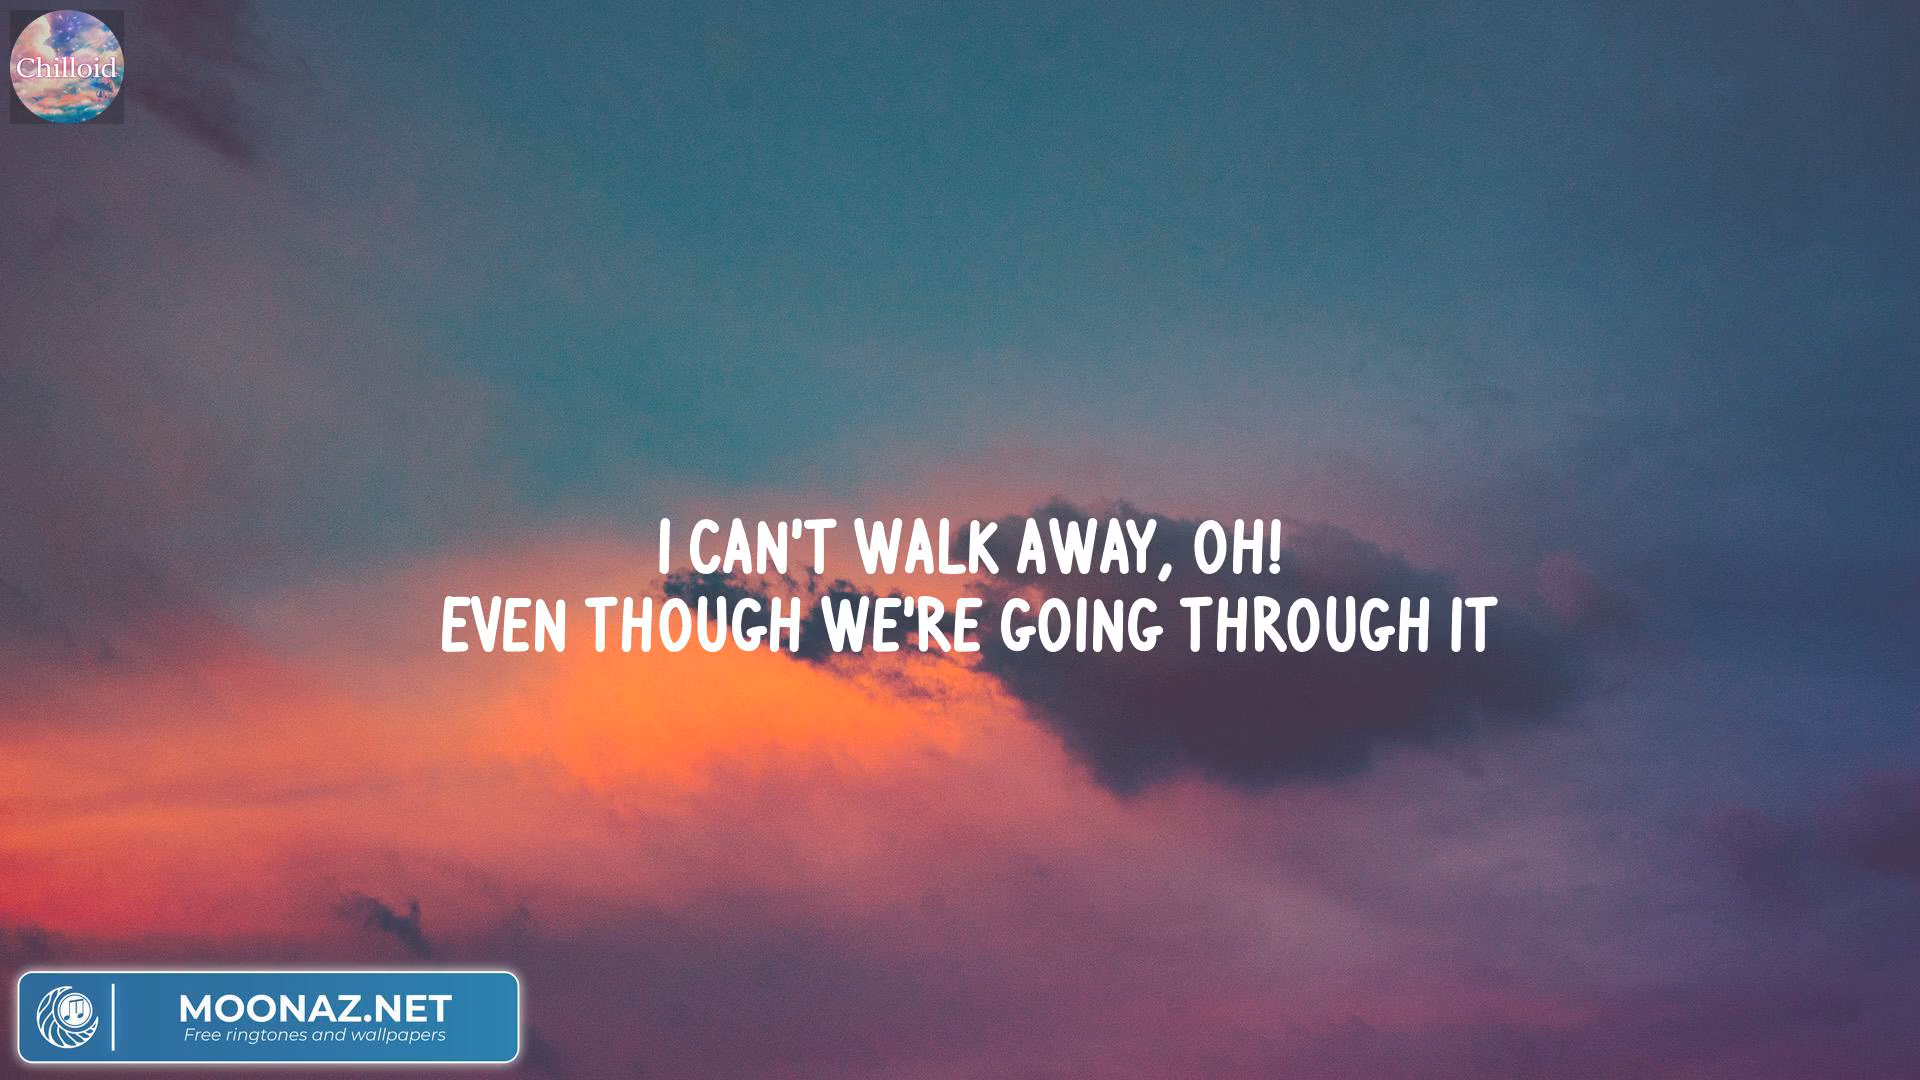 Chilloid
I CAN'T WALK AWAY, OH!
EVEN THOUGH WE'RE GOING THROUGH IT
MOONAZ.NET
Free ringtones and wallpapers